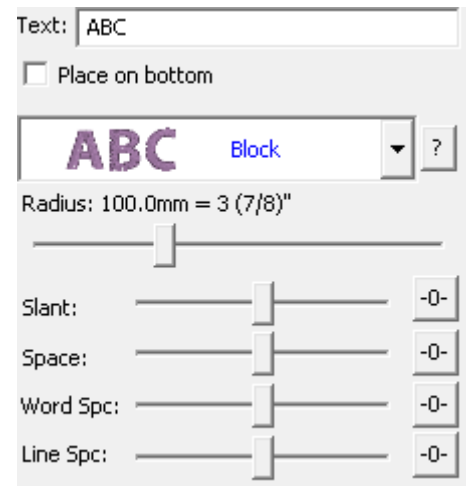 Text: ABC
Place on bottom
ABC Block ?
Radius: 100.0mm = 3 (7/8)"
Slant: -0-
Space: -0-
Word Spc: -0-
Line Spc: -0-